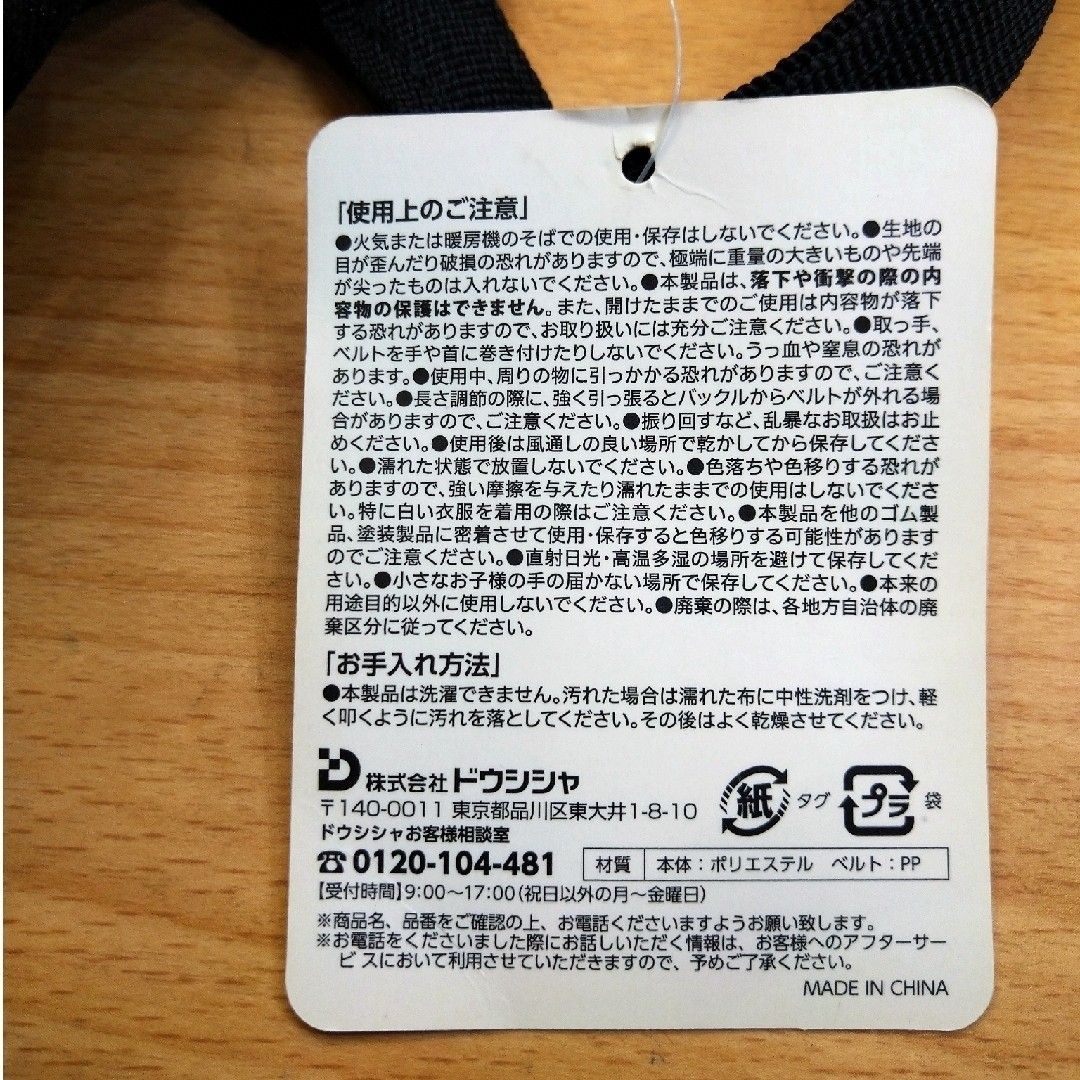 「使用上のご注意」
●火気または暖房機のそばでの使用・保存はしないでください。●生地の
目が歪んだり破損の恐れがありますので、極端に重量の大きいものや先端
が尖ったものは入れないでください。●本製品は、落下や衝撃の際の内
容物の保護はできません。また、開けたままでのご使用は内容物が落下
する恐れがありますので、お取り扱いには充分ご注意ください。●取っ手、
ベルトを手や首に巻き付けたりしないでください。うっ血や窒息の恐れが
あります。●使用中、周りの物に引っかかる恐れがありますので、ご注意く
ださい。●長さ調節の際に、強く引っ張るとバックルからベルトが外れる場
合がありますので、ご注意ください。●振り回すなど、乱暴なお取扱はお止
めください。●使用後は風通しの良い場所で乾かしてから保存してくださ
い。●濡れた状態で放置しないでください。●色落ちや色移りする恐れが
ありますので、強い摩擦を与えたり濡れたままでの使用はしないでくださ
い。特に白い衣服を着用の際はご注意ください。●本製品を他のゴム製
品、塗装製品に密着させて使用・保存すると色移りする可能性があります
のでご注意ください。●直射日光・高温多湿の場所を避けて保存してくだ
さい。●小さなお子様の手の届かない場所で保存してください。●本来の
用途目的以外に使用しないでください。●廃棄の際は、各地方自治体の廃
棄区分に従ってください。
「お手入れ方法」
●本製品は洗濯できません。汚れた場合は濡れた布に中性洗剤をつけ、軽
く叩くように汚れを落としてください。その後はよく乾燥させてください。
株式会社ドウシシャ
〒140-0011 東京都品川区東大井1-8-10
紙 タグ プラ 袋
ドウシシャお客様相談室
☎0120-104-481
材質 本体：ポリエステル ベルト：PP
【受付時間】9:00〜17:00（祝日以外の月〜金曜日）
※商品名、品番をご確認の上、お電話くださいますようお願い致します。
※お電話をくださいました際にお話しいただく情報は、お客様へのアフターサー
ビスにおいて利用させていただきますので、予めご了承ください。
MADE IN CHINA